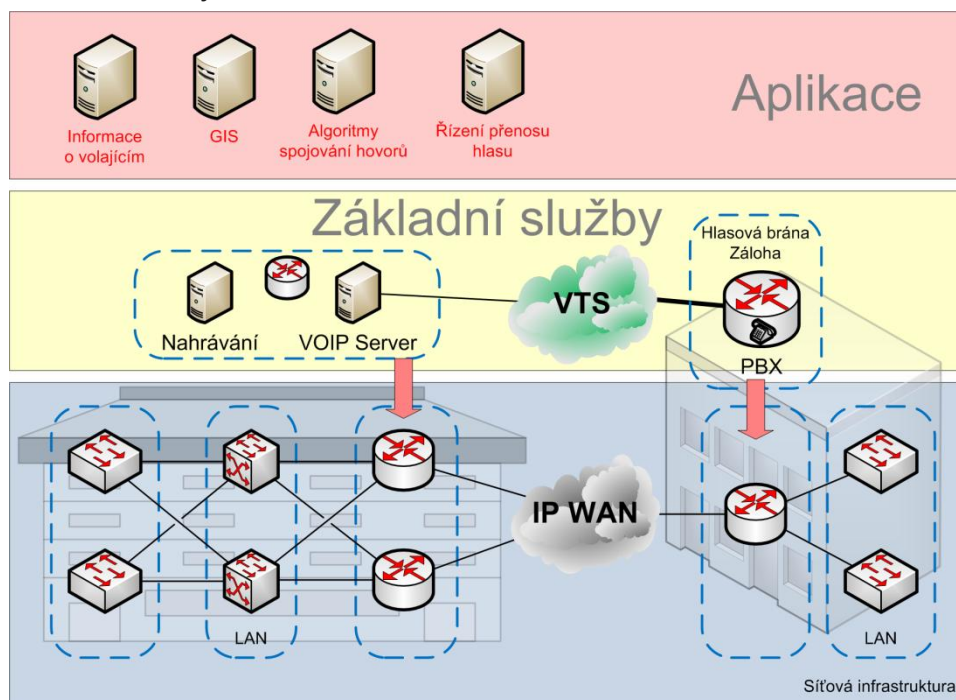 Aplikace
Informace
o volajícím
GIS
Algoritmy
spojování hovorů
Řízení přenosu
hlasu
Základní služby
Hlasová brána
Záloha
Nahrávání
VOIP Server
VTS
PBX
IP WAN
LAN
LAN
Síťová infrastruktura